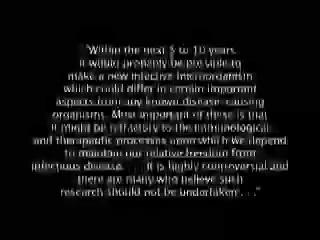 "Within the next 5 to 10 years,
it would probably be possible to
make a new infective microorganism
which could differ in certain important
aspects from any known disease-causing
organisms. Most important of these is that
it might be refractory to the immunological
and therapeutic processes upon which we depend
to maintain our relative freedom from
infectious disease. . . . It is highly controversial and
there are many who believe such
research should not be undertaken . . ."